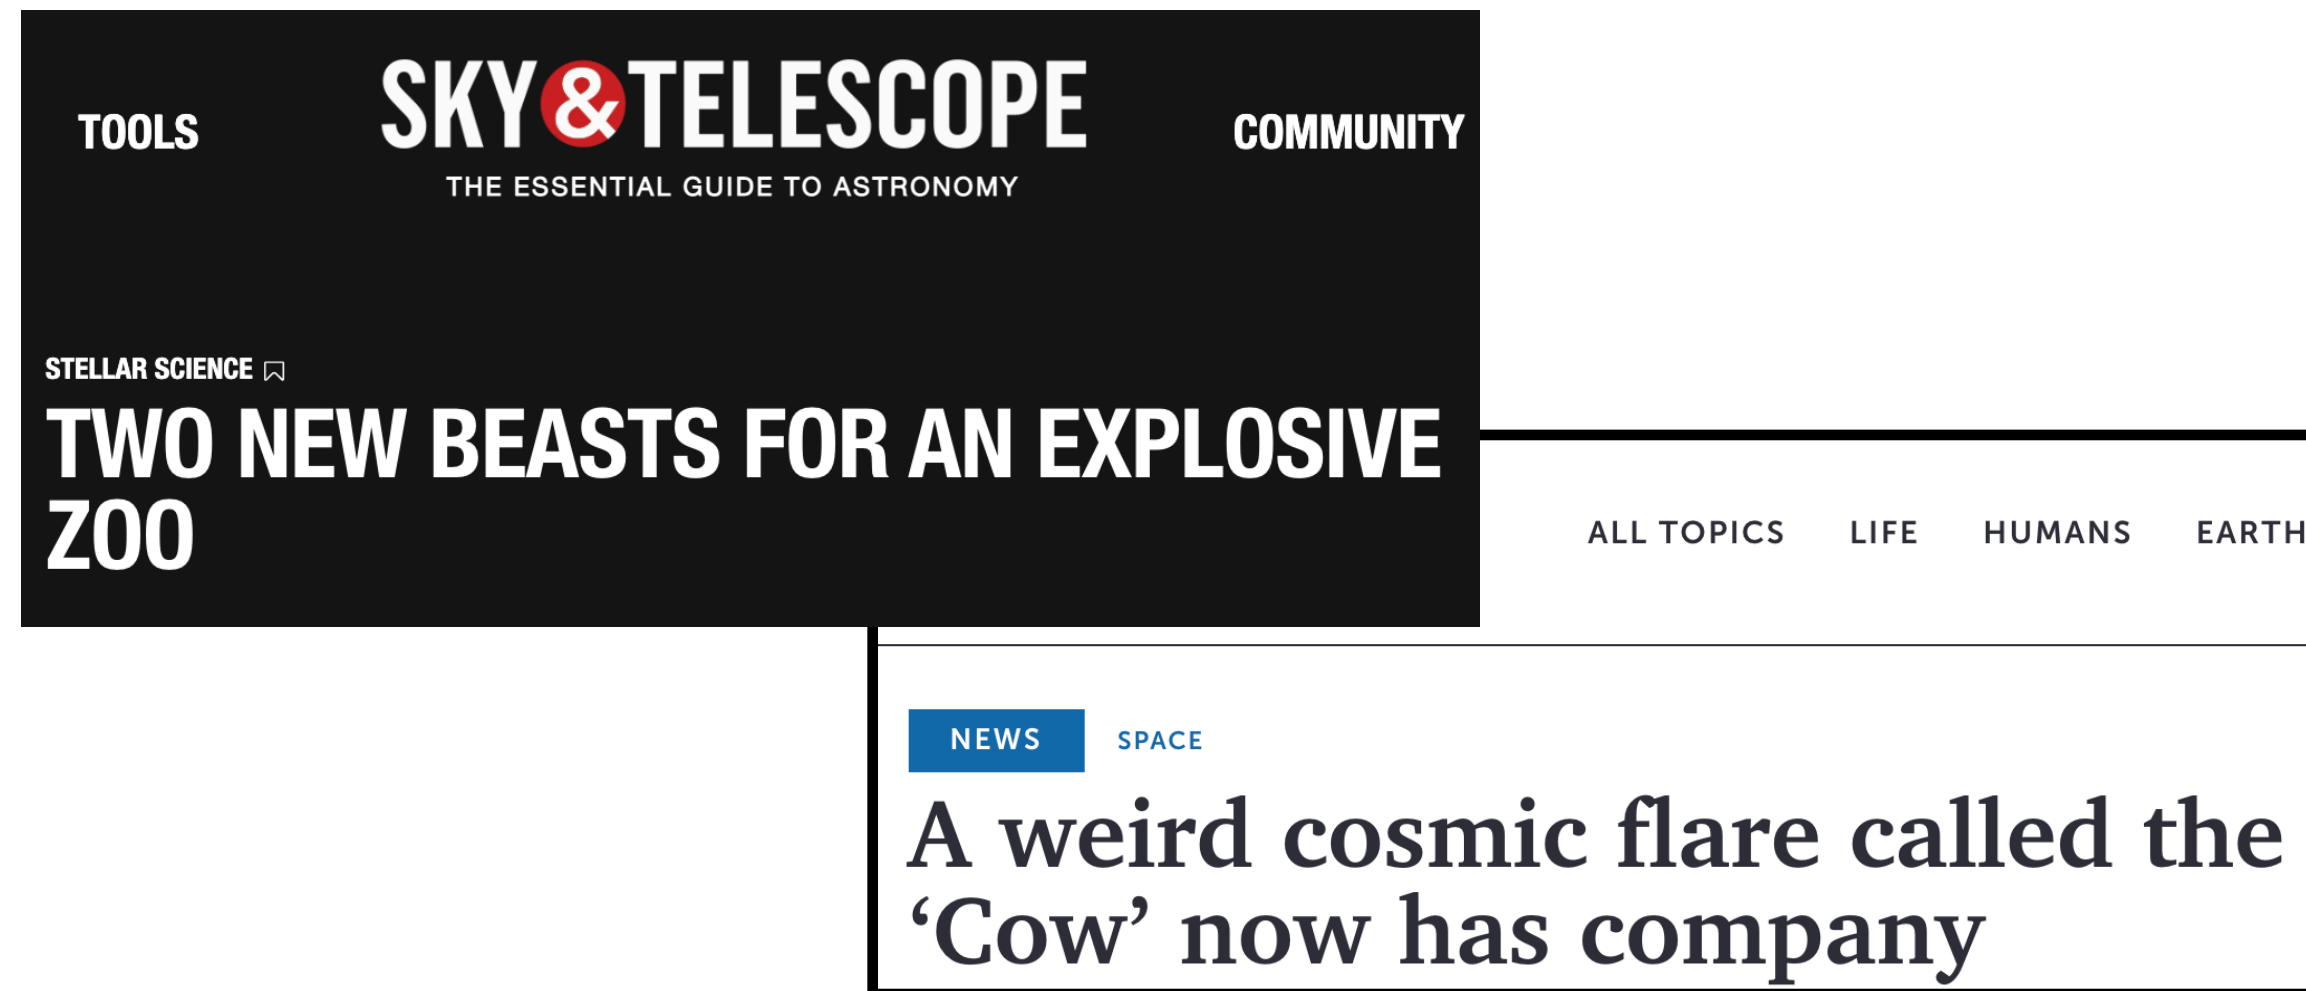 TOOLS
SKY&TELESCOPE
COMMUNITY
THE ESSENTIAL GUIDE TO ASTRONOMY
STELLAR SCIENCE
TWO NEW BEASTS FOR AN EXPLOSIVE
ZOO
ALL TOPICS LIFE HUMANS EARTH
NEWS SPACE
A weird cosmic flare called the
‘Cow’ now has company